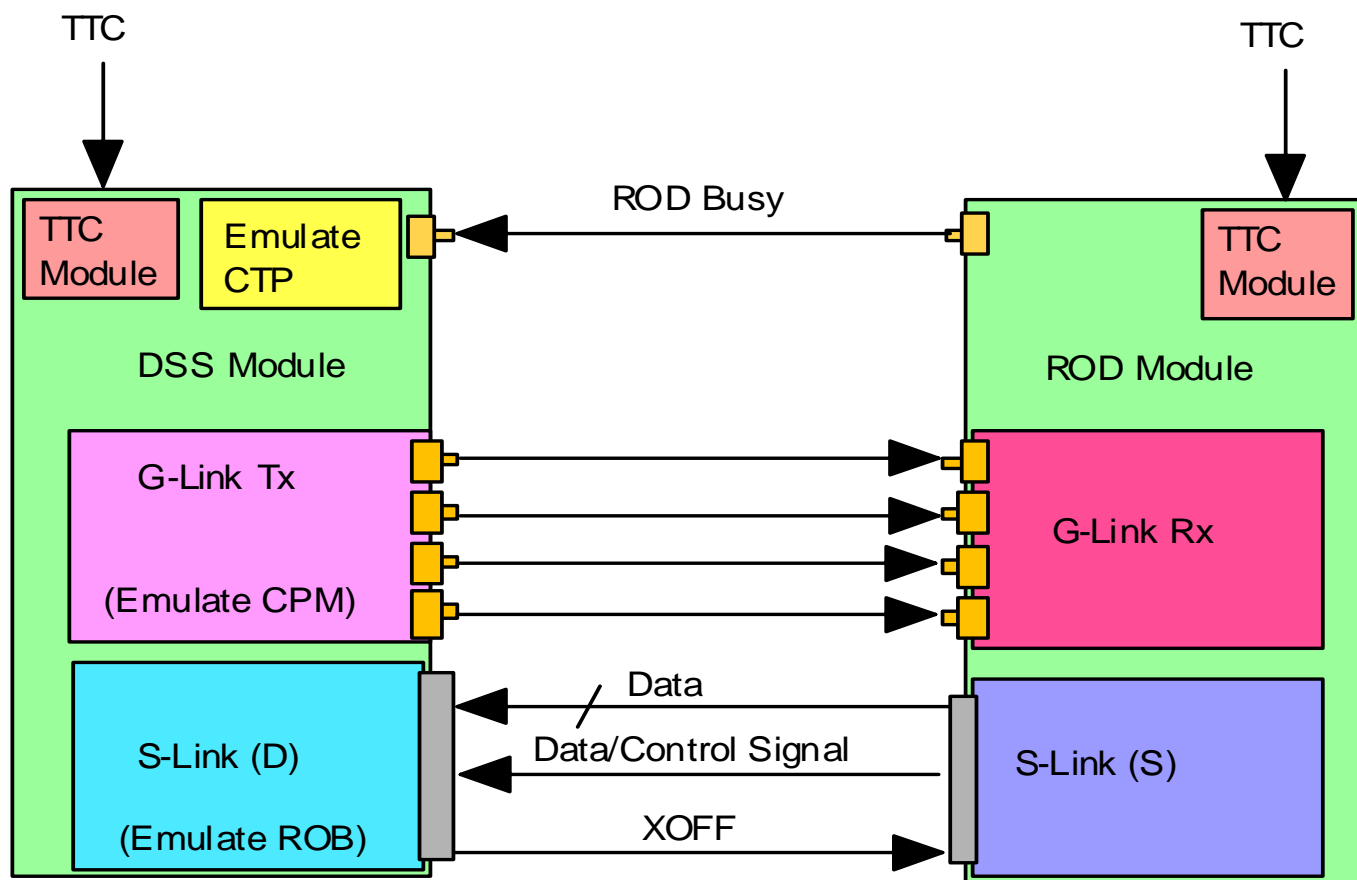 TTC
TTC
ROD Busy
TTC
Module
Emulate
CTP
TTC
Module
DSS Module
ROD Module
G-Link Tx
(Emulate CPM)
G-Link Rx
Data
Data/Control Signal
S-Link (D)
(Emulate ROB)
S-Link (S)
XOFF